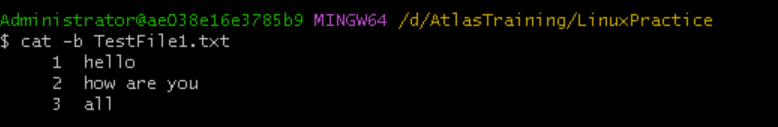 Administrator@ae038e16e3785b9 MINGW64 /d/AtlasTraining/LinuxPractice
$ cat -b TestFile1.txt
     1  hello
     2  how are you
     3  all